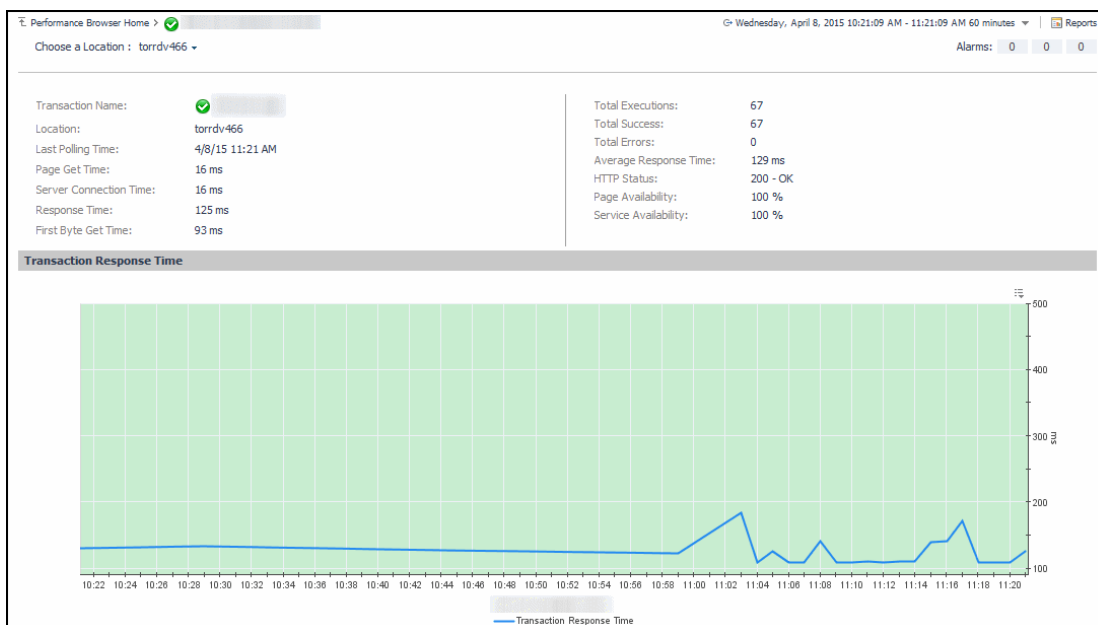 Performance Browser Home >
Wednesday, April 8, 2015 10:21:09 AM - 11:21:09 AM 60 minutes
Reports
Choose a Location : torrdv466
Alarms: 0 0 0
Transaction Name:
Location: torrdv466
Last Polling Time: 4/8/15 11:21 AM
Page Get Time: 16 ms
Server Connection Time: 16 ms
Response Time: 125 ms
First Byte Get Time: 93 ms
Total Executions: 67
Total Success: 67
Total Errors: 0
Average Response Time: 129 ms
HTTP Status: 200 - OK
Page Availability: 100 %
Service Availability: 100 %
Transaction Response Time
500
400
300
200
100
ms
10:22 10:24 10:26 10:28 10:30 10:32 10:34 10:36 10:38 10:40 10:42 10:44 10:46 10:48 10:50 10:52 10:54 10:56 10:58 11:00 11:02 11:04 11:06 11:08 11:10 11:12 11:14 11:16 11:18 11:20
Transaction Response Time